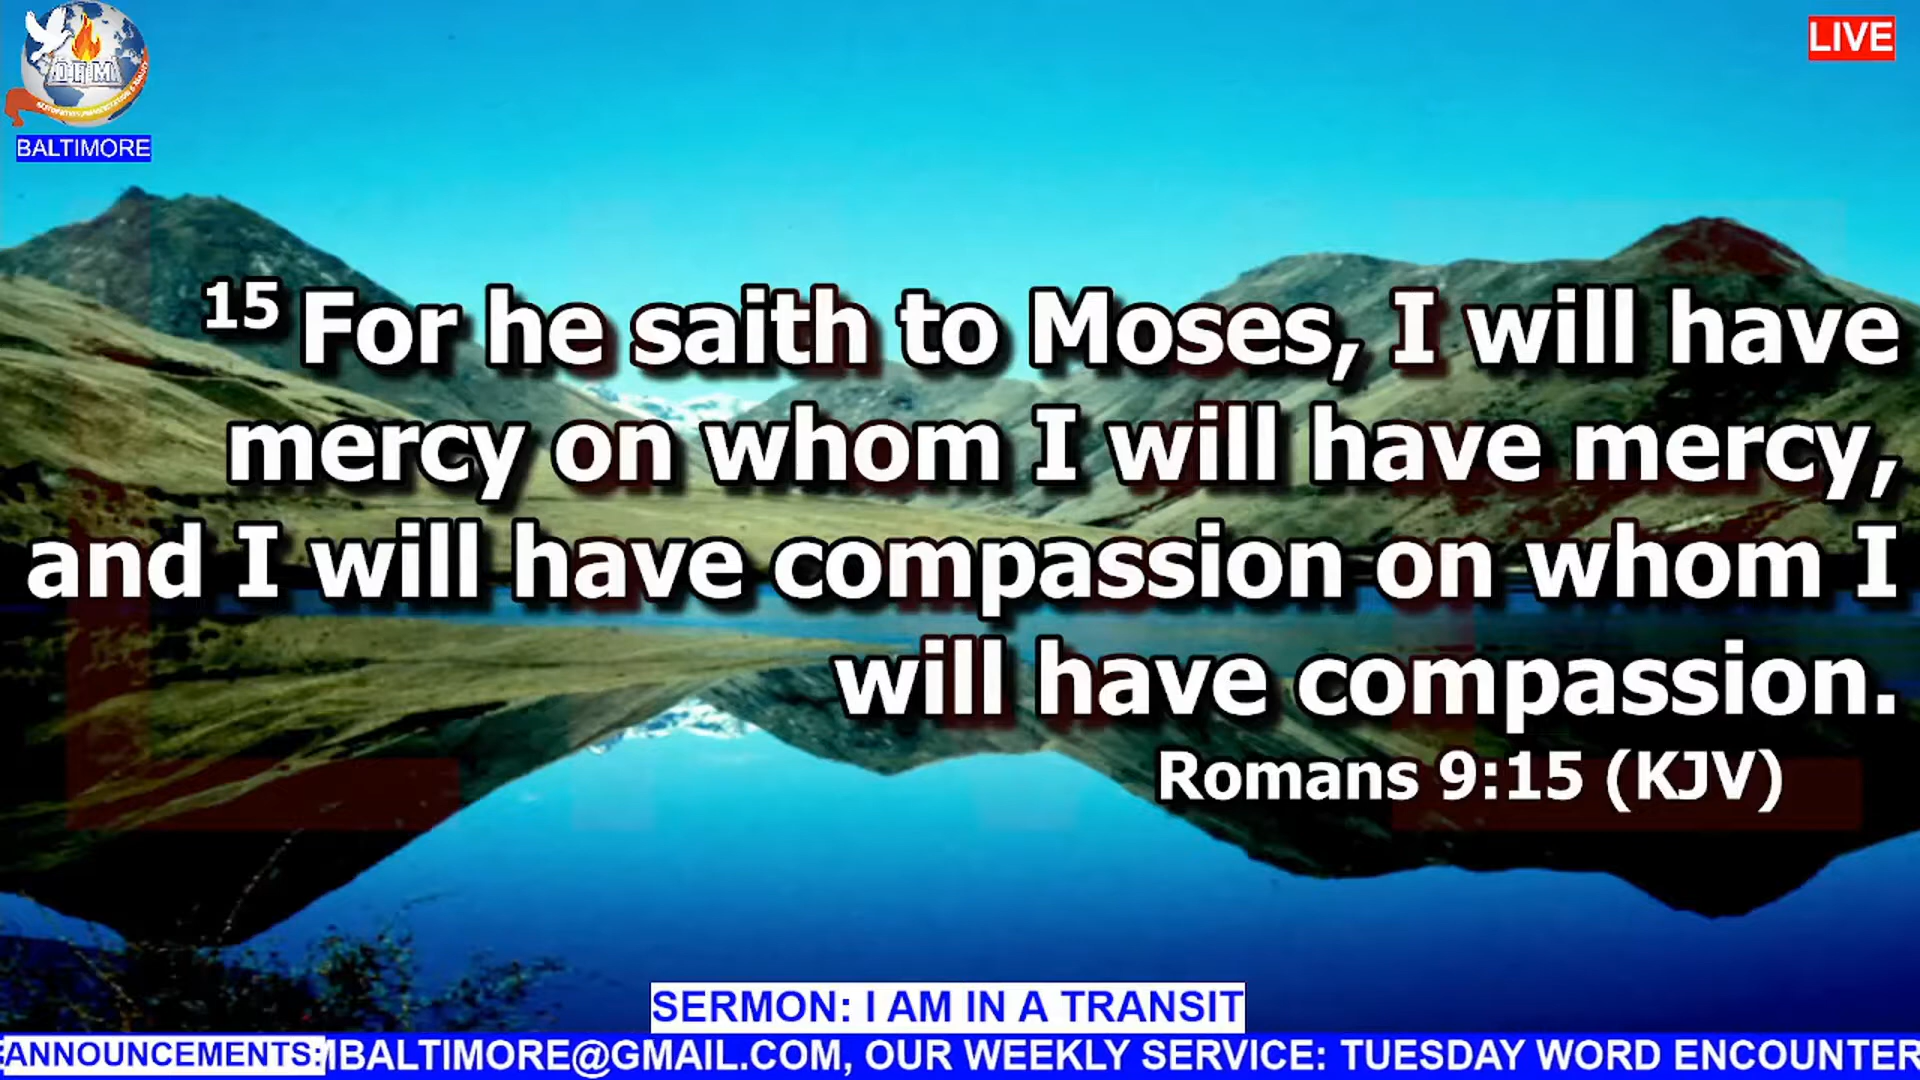 LIVE
BALTIMORE
15 For he saith to Moses, I will have
mercy on whom I will have mercy,
and I will have compassion on whom I
will have compassion.
Romans 9:15 (KJV)
SERMON: I AM IN A TRANSIT
ANNOUNCEMENTS: MBALTIMORE@GMAIL.COM, OUR WEEKLY SERVICE: TUESDAY WORD ENCOUNTER